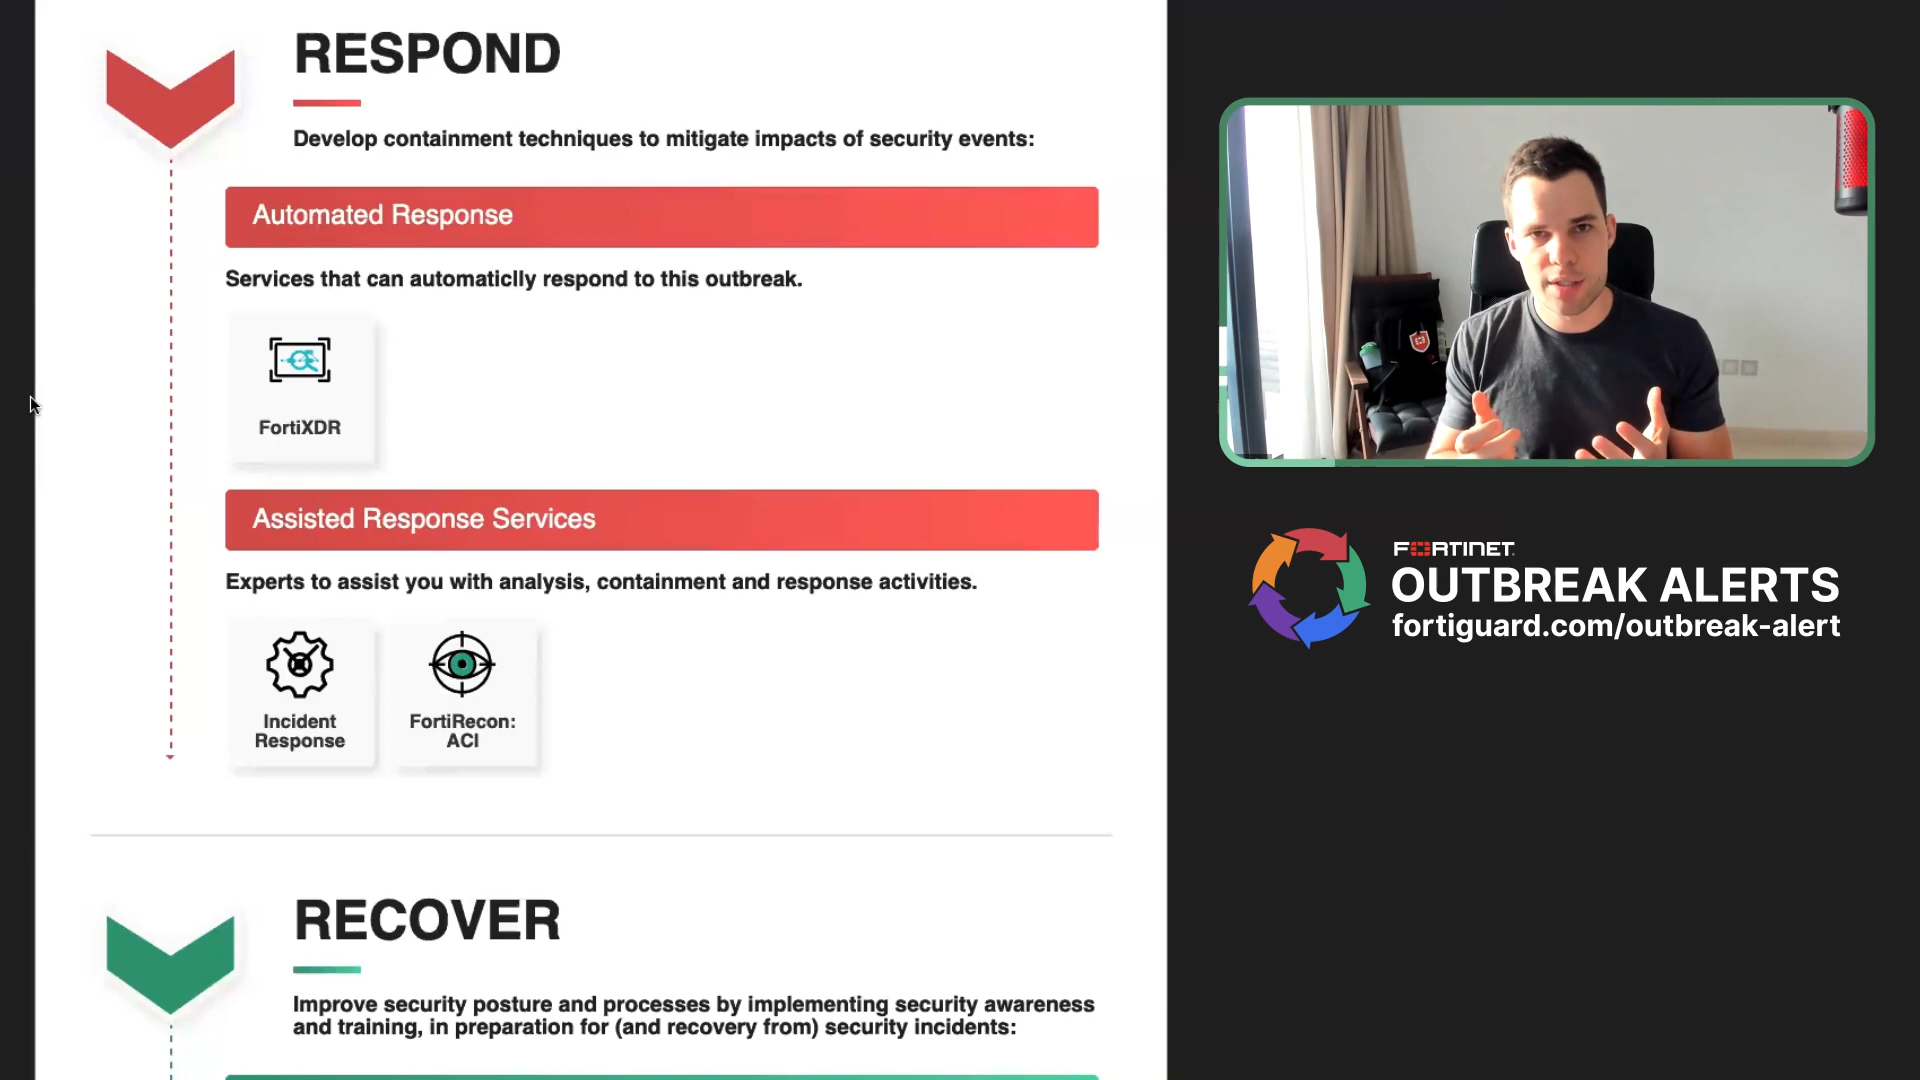 RESPOND
Develop containment techniques to mitigate impacts of security events:
Automated Response
Services that can automaticlly respond to this outbreak.
FortiXDR
Assisted Response Services
Experts to assist you with analysis, containment and response activities.
Incident
Response
FortiRecon:
ACI
RECOVER
Improve security posture and processes by implementing security awareness
and training, in preparation for (and recovery from) security incidents:
FORTINET
OUTBREAK ALERTS
fortiguard.com/outbreak-alert